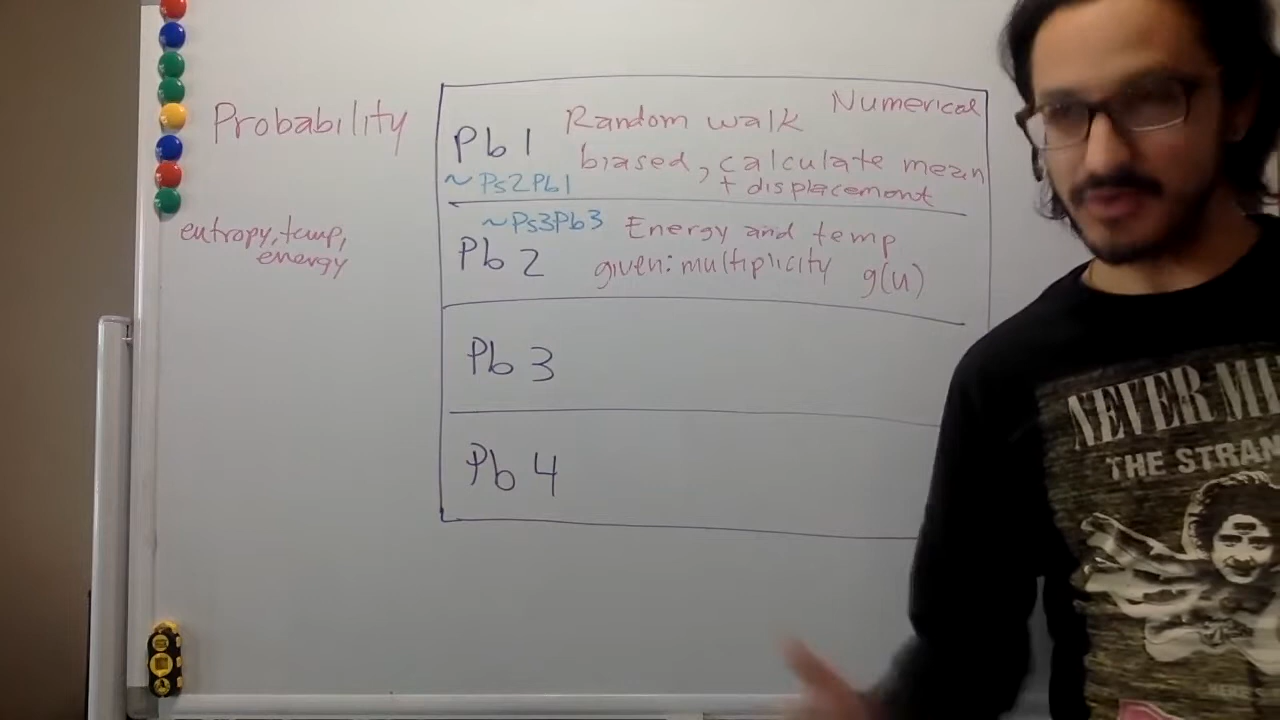 Probability
entropy, temp,
energy
Pb 1
Random walk
Numerical
biased, calculate mean
+ displacement
~ Ps2Pb1
~Ps3Pb3
Pb 2
Energy and temp
given: multiplicity g(u)
Pb 3
Pb 4
NEVER MI
THE STRAN
HERE'S